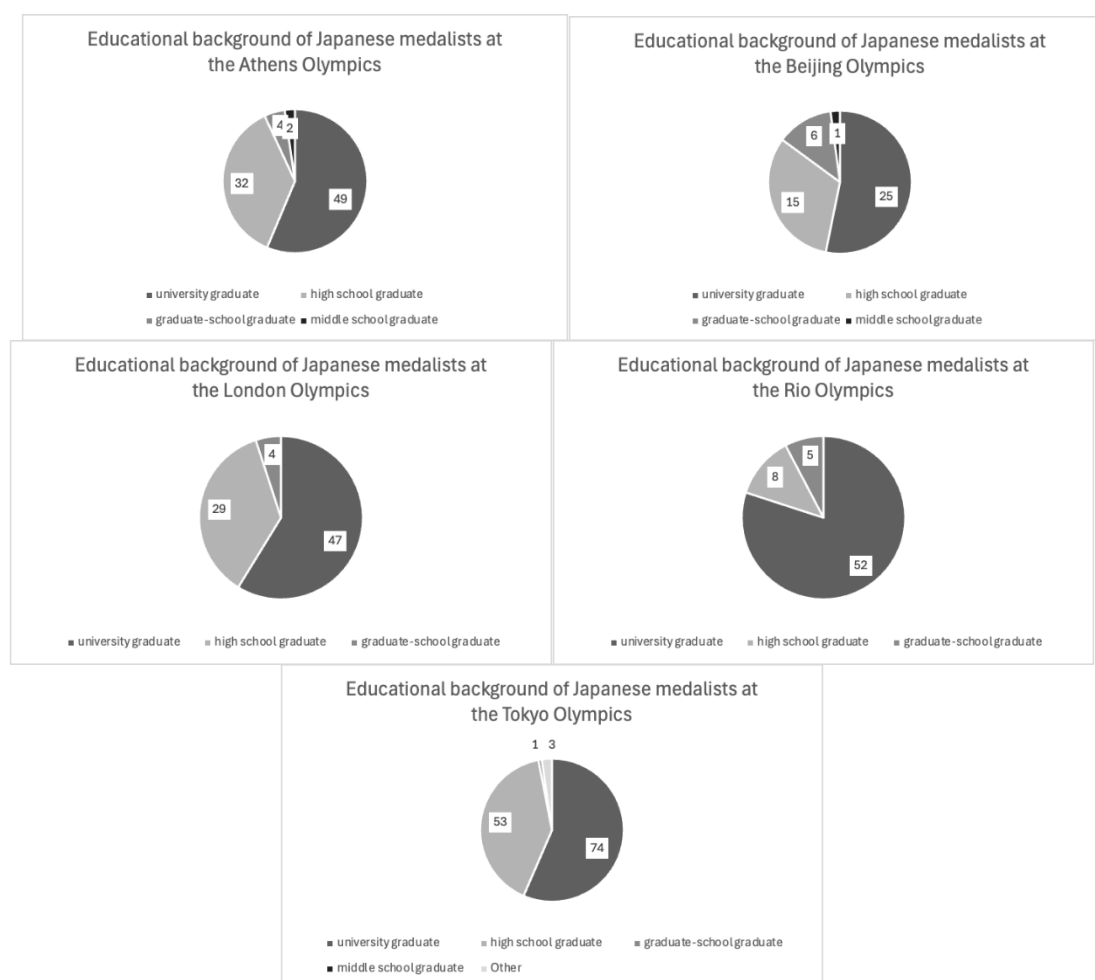 Educational background of Japanese medalists at
the Athens Olympics
4
2
32
49
university graduate
high school graduate
graduate-school graduate
middle school graduate
Educational background of Japanese medalists at
the Beijing Olympics
6
1
15
25
university graduate
high school graduate
graduate-school graduate
middle school graduate
Educational background of Japanese medalists at
the London Olympics
4
29
47
university graduate
high school graduate
graduate-school graduate
Educational background of Japanese medalists at
the Rio Olympics
5
8
52
university graduate
high school graduate
graduate-school graduate
Educational background of Japanese medalists at
the Tokyo Olympics
1
3
53
74
university graduate
high school graduate
graduate-school graduate
middle school graduate
Other